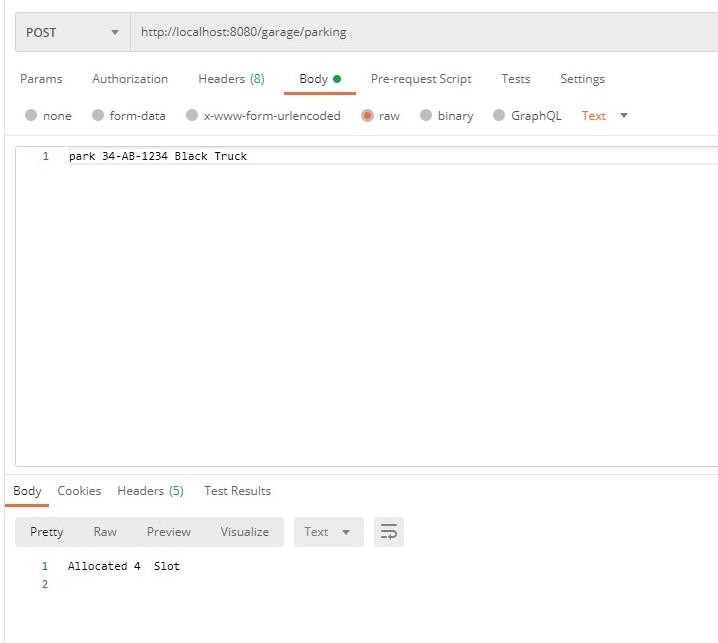 POST http://localhost:8080/garage/parking
Params Authorization Headers (8) Body Pre-request Script Tests Settings
none form-data x-www-form-urlencoded raw binary GraphQL Text
1 park 34-AB-1234 Black Truck
Body Cookies Headers (5) Test Results
Pretty Raw Preview Visualize Text
1 Allocated 4  Slot
2